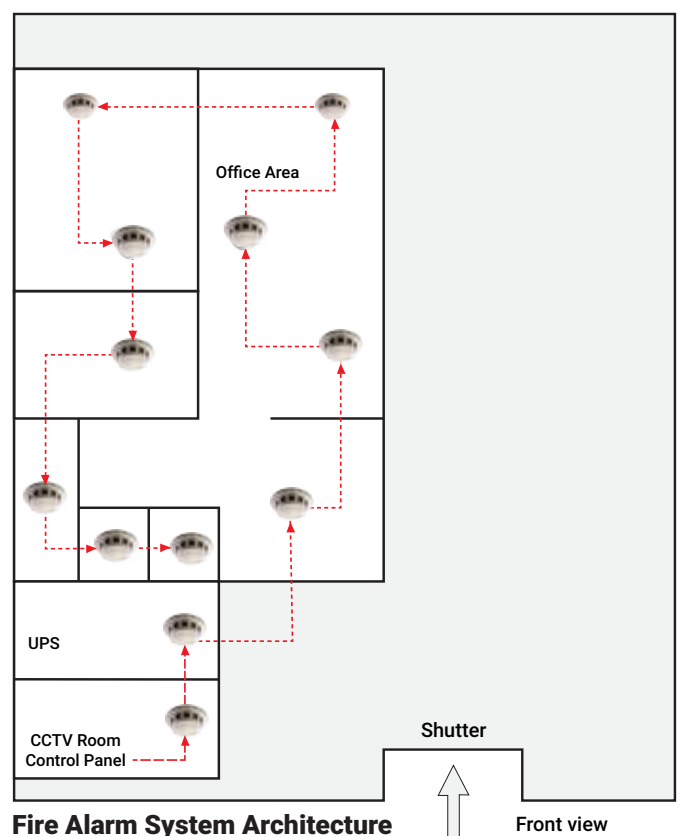 Office Area
UPS
CCTV Room
Control Panel
Shutter
Fire Alarm System Architecture
Front view